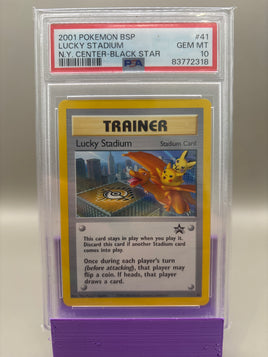 2001 POKEMON BSP #41
LUCKY STADIUM GEM MT
N.Y. CENTER-BLACK STAR 10
PSA 83772318
TRAINER
Lucky Stadium Stadium Card
This card stays in play when you play it.
Discard this card if another Stadium card
comes into play.
Once during each player's turn
(before attacking), that player may
flip a coin. If heads, that player
draws a card.